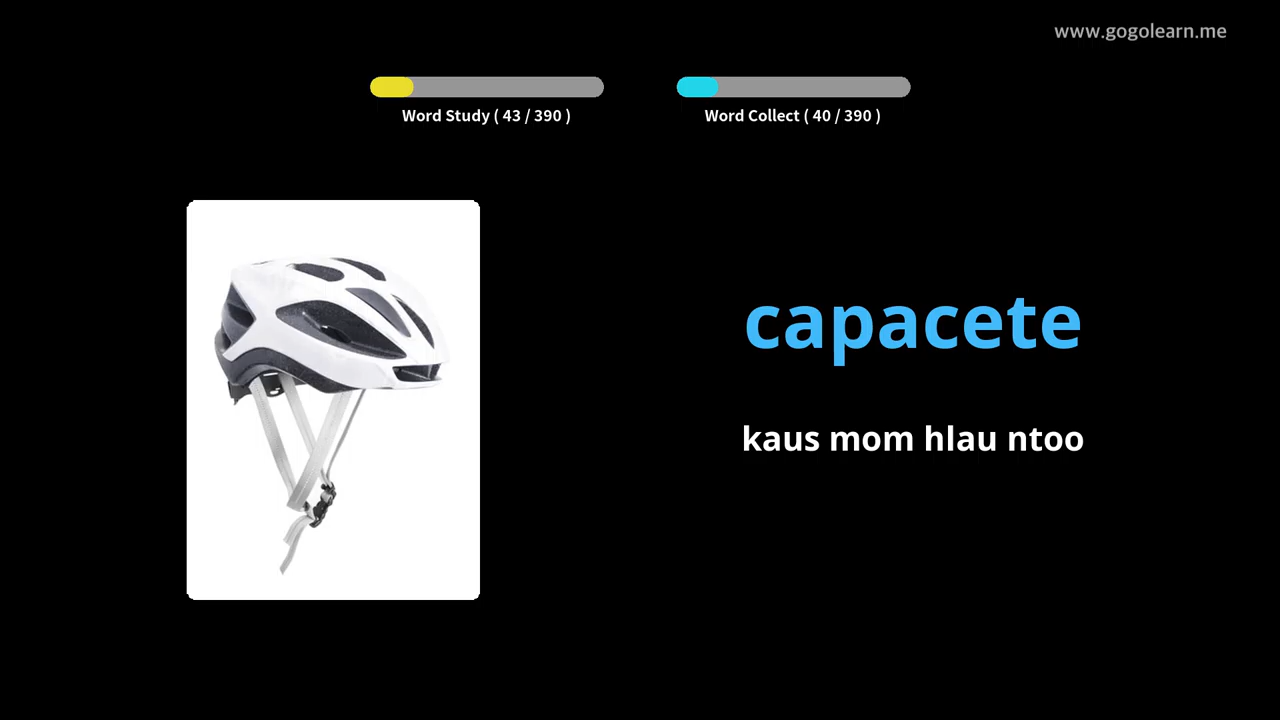 www.gogolearn.me
Word Study ( 43 / 390 )
Word Collect ( 40 / 390 )
capacete
kaus mom hlau ntoo